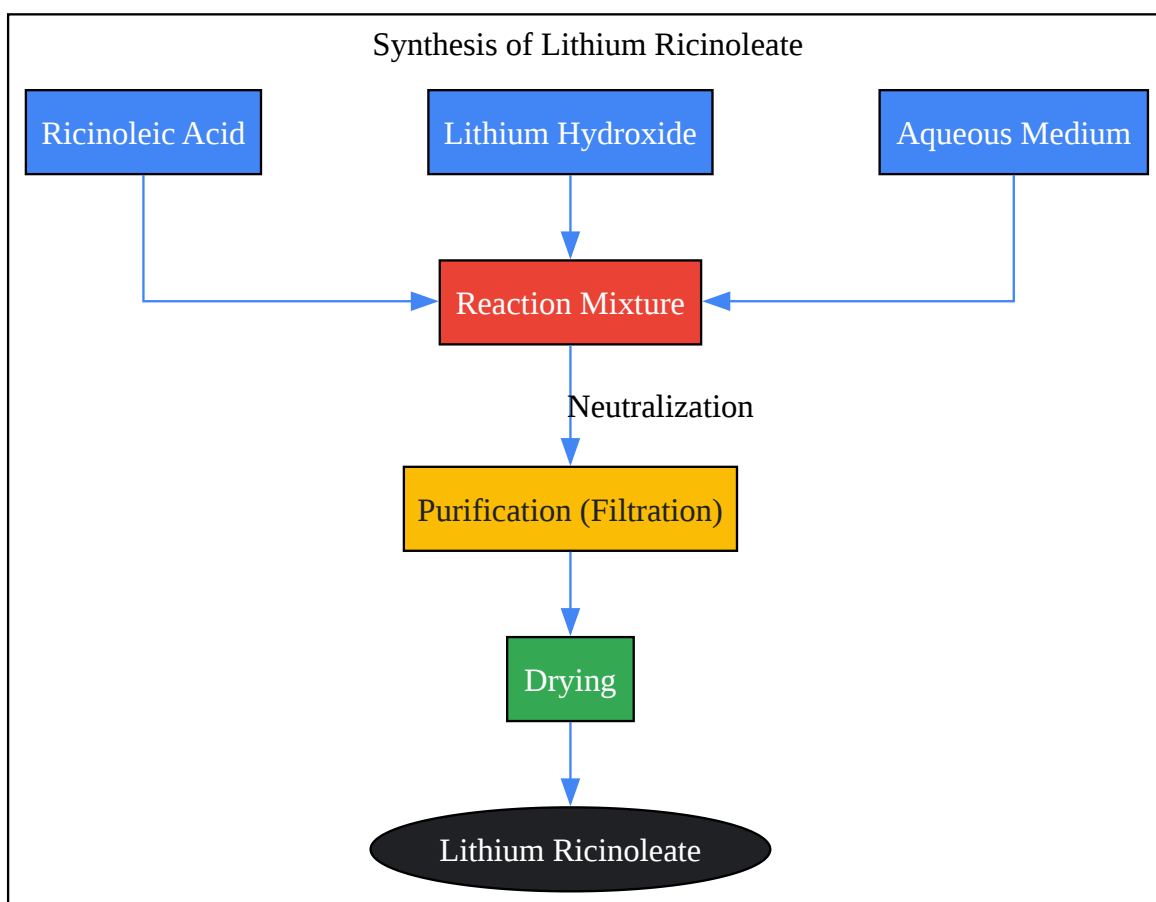 Synthesis of Lithium Ricinoleate
Ricinoleic Acid
Lithium Hydroxide
Aqueous Medium
Reaction Mixture
Neutralization
Purification (Filtration)
Drying
Lithium Ricinoleate